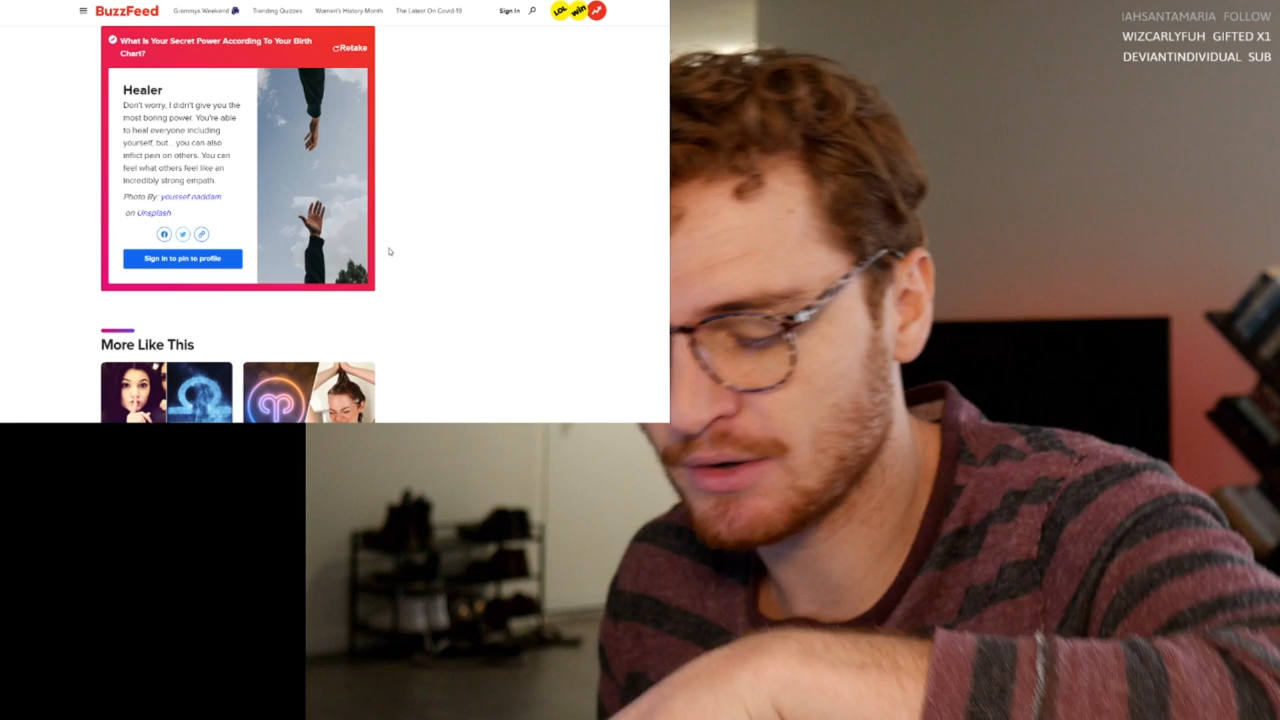 BuzzFeed Grammys Weekend Trending Quizzes Women's History Month The Latest On Covid-19 Sign In LOL win
What Is Your Secret Power According To Your Birth
Chart?
Retake
Healer
Don't worry, I didn't give you the
most boring power. You're able
to heal everyone including
yourself, but... you can also
inflict pain on others. You can
feel what others feel like an
incredibly strong empath.
Photo By: youssef naddam
on Unsplash
Sign in to pin to profile
More Like This
IAHSANTAMARIA FOLLOW
WIZCARLYFUH GIFTED X1
DEVIANTINDIVIDUAL SUB